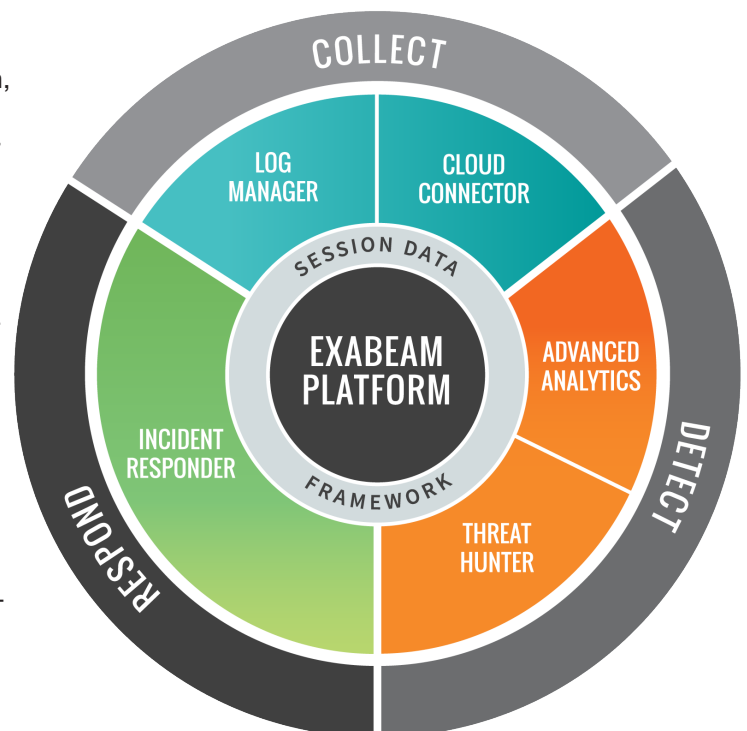 COLLECT
LOG
MANAGER
CLOUD
CONNECTOR
SESSION DATA
EXABEAM
PLATFORM
ADVANCED
ANALYTICS
INCIDENT
RESPONDER
FRAMEWORK
DETECT
RESPOND
THREAT
HUNTER